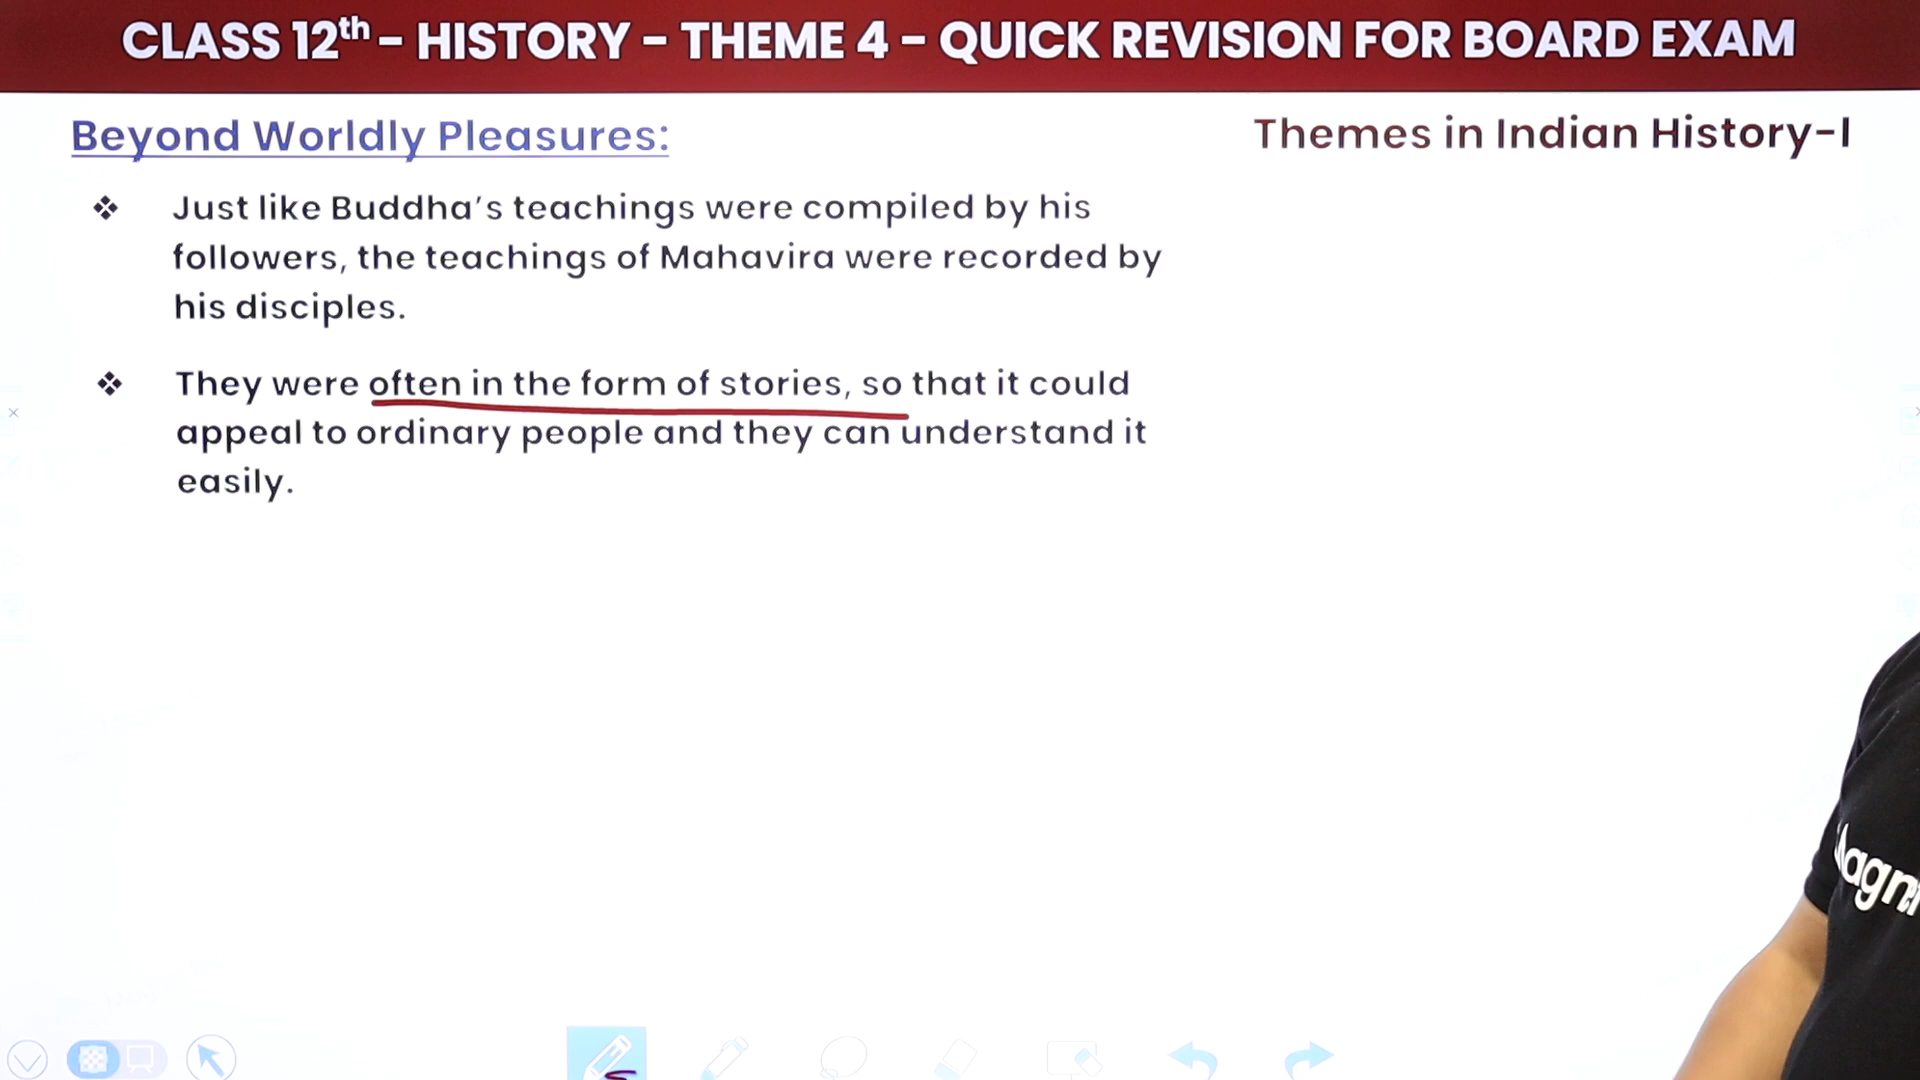 CLASS 12th - HISTORY - THEME 4 - QUICK REVISION FOR BOARD EXAM
Beyond Worldly Pleasures:
Themes in Indian History-I
❖ Just like Buddha's teachings were compiled by his
followers, the teachings of Mahavira were recorded by
his disciples.
❖ They were often in the form of stories, so that it could
appeal to ordinary people and they can understand it
easily.